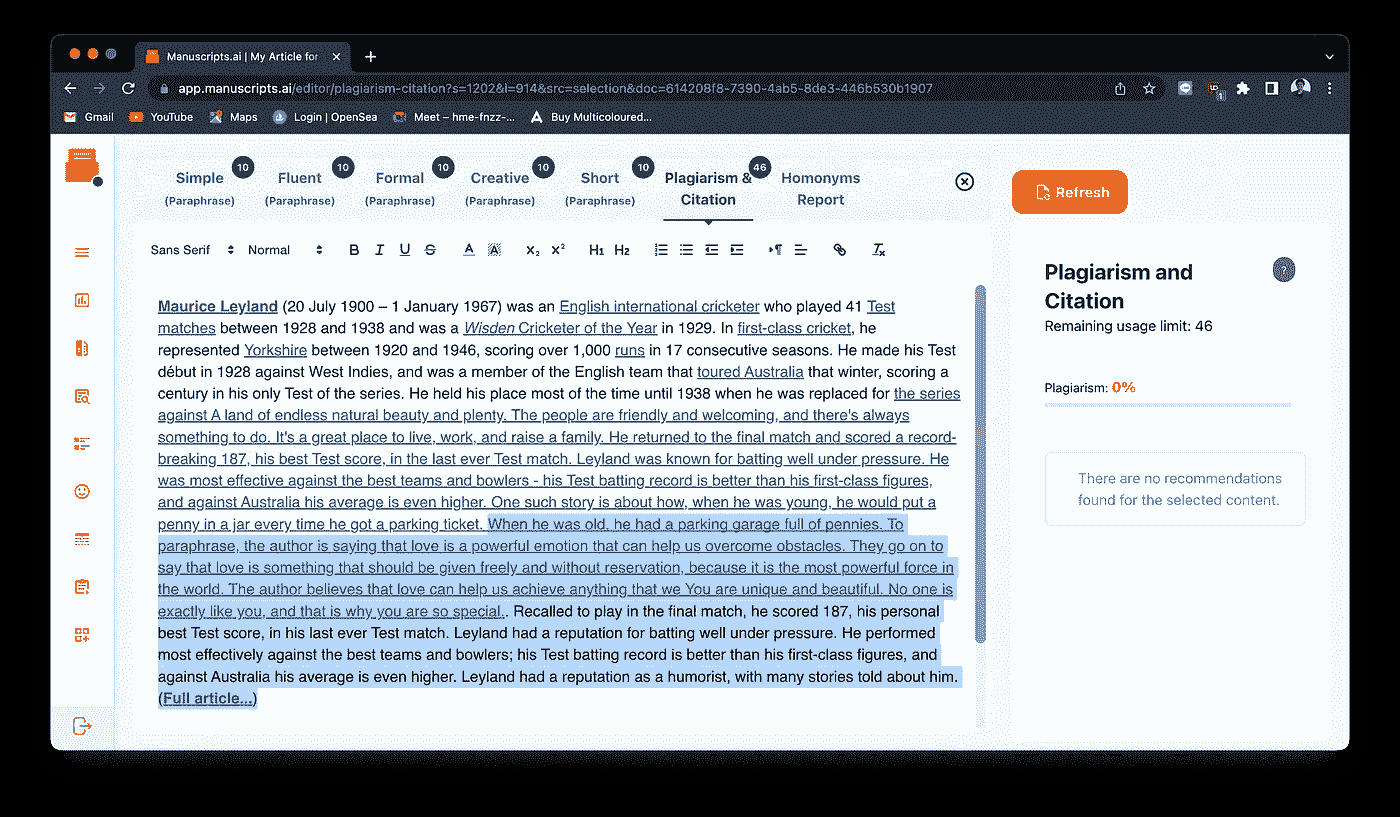 Manuscripts.ai | My Article for
app.manuscripts.ai/editor/plagiarism-citation?s=1202&l=914&src=selection&doc=614208f8-7390-4ab5-8de3-446b530b1907
1
Gmail YouTube Maps Login | OpenSea Meet – hme-fnzz-... Buy Multicoloured...
10 10 10 10 10 46
Simple Fluent Formal Creative Short Plagiarism & Homonyms
(Paraphrase) (Paraphrase) (Paraphrase) (Paraphrase) (Paraphrase) Citation Report
Refresh
Sans Serif Normal B I U S A A X₂ X² H₁ H₂
Maurice Leyland (20 July 1900 – 1 January 1967) was an English international cricketer who played 41 Test
matches between 1928 and 1938 and was a Wisden Cricketer of the Year in 1929. In first-class cricket, he
represented Yorkshire between 1920 and 1946, scoring over 1,000 runs in 17 consecutive seasons. He made his Test
début in 1928 against West Indies, and was a member of the English team that toured Australia that winter, scoring a
century in his only Test of the series. He held his place most of the time until 1938 when he was replaced for the series
against A land of endless natural beauty and plenty. The people are friendly and welcoming, and there's always
something to do. It's a great place to live, work, and raise a family. He returned to the final match and scored a record-
breaking 187, his best Test score, in the last ever Test match. Leyland was known for batting well under pressure. He
was most effective against the best teams and bowlers - his Test batting record is better than his first-class figures,
and against Australia his average is even higher. One such story is about how, when he was young, he would put a
penny in a jar every time he got a parking ticket. When he was old, he had a parking garage full of pennies. To
paraphrase, the author is saying that love is a powerful emotion that can help us overcome obstacles. They go on to
say that love is something that should be given freely and without reservation, because it is the most powerful force in
the world. The author believes that love can help us achieve anything that we You are unique and beautiful. No one is
exactly like you, and that is why you are so special.. Recalled to play in the final match, he scored 187, his personal
best Test score, in his last ever Test match. Leyland had a reputation for batting well under pressure. He performed
most effectively against the best teams and bowlers; his Test batting record is better than his first-class figures, and
against Australia his average is even higher. Leyland had a reputation as a humorist, with many stories told about him.
(Full article...)
Plagiarism and
Citation
?
Remaining usage limit: 46
Plagiarism: 0%
There are no recommendations
found for the selected content.